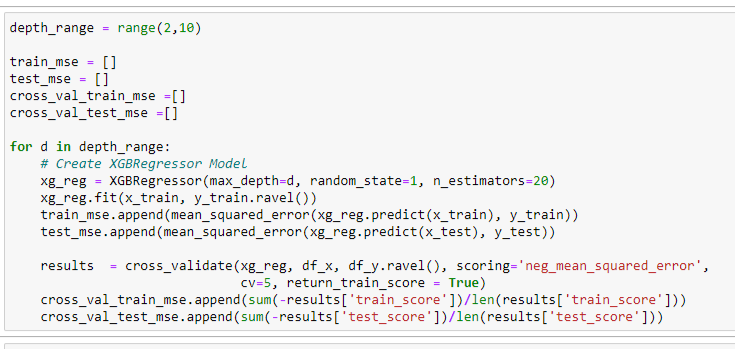 depth_range = range(2,10)
train_mse = []
test_mse = []
cross_val_train_mse =[]
cross_val_test_mse =[]
for d in depth_range:
    # Create XGBRegressor Model
    xg_reg = XGBRegressor(max_depth=d, random_state=1, n_estimators=20)
    xg_reg.fit(x_train, y_train.ravel())
    train_mse.append(mean_squared_error(xg_reg.predict(x_train), y_train))
    test_mse.append(mean_squared_error(xg_reg.predict(x_test), y_test))
    results  = cross_validate(xg_reg, df_x, df_y.ravel(), scoring='neg_mean_squared_error',
                              cv=5, return_train_score = True)
    cross_val_train_mse.append(sum(-results['train_score'])/len(results['train_score']))
    cross_val_test_mse.append(sum(-results['test_score'])/len(results['test_score']))